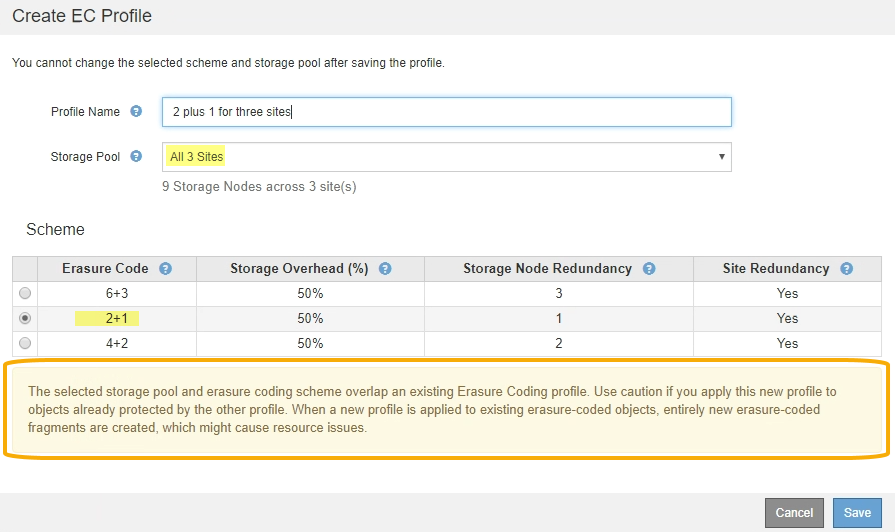 Create EC Profile
You cannot change the selected scheme and storage pool after saving the profile.
Profile Name 2 plus 1 for three sites
Storage Pool All 3 Sites
9 Storage Nodes across 3 site(s)
Scheme
Erasure Code Storage Overhead (%) Storage Node Redundancy Site Redundancy
6+3 50% 3 Yes
2+1 50% 1 Yes
4+2 50% 2 Yes
The selected storage pool and erasure coding scheme overlap an existing Erasure Coding profile. Use caution if you apply this new profile to
objects already protected by the other profile. When a new profile is applied to existing erasure-coded objects, entirely new erasure-coded
fragments are created, which might cause resource issues.
Cancel Save